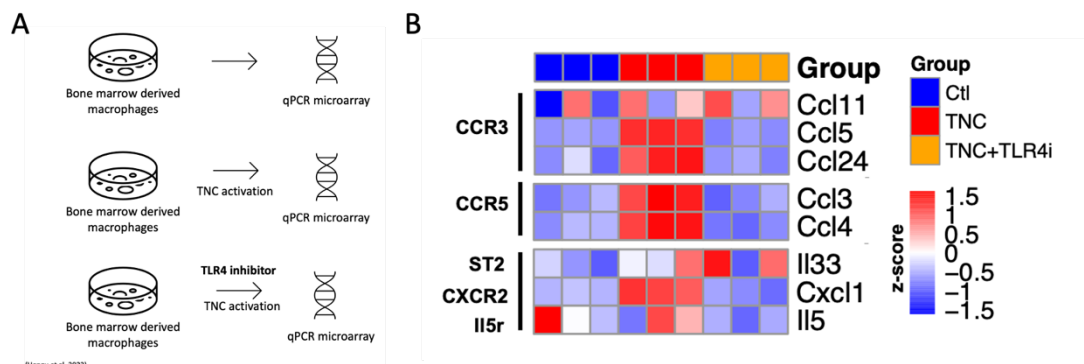 A
Bone marrow derived
macrophages
qPCR microarray
Bone marrow derived
macrophages
TNC activation
qPCR microarray
TLR4 inhibitor
TNC activation
Bone marrow derived
macrophages
qPCR microarray
B
Group
CCR3
Ccl11
Ccl5
Ccl24
CCR5
Ccl3
Ccl4
ST2
Il33
CXCR2
Cxcl1
Il5r
Il5
Group
Ctl
TNC
TNC+TLR4i
z-score
1.5
1
0.5
0
−0.5
−1
−1.5